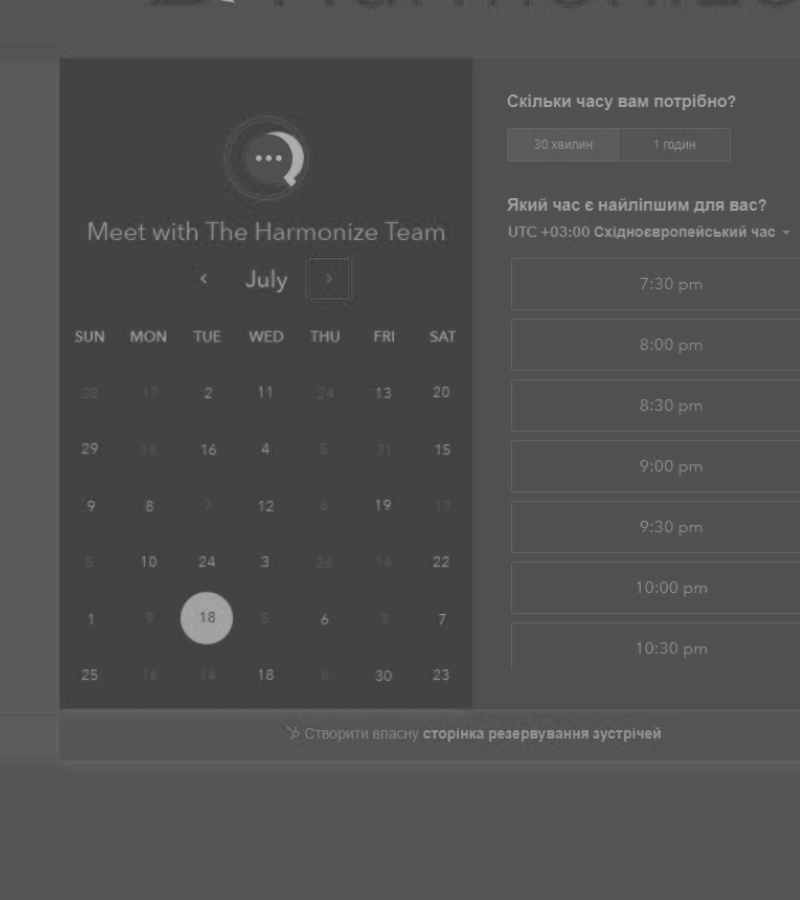 Meet with The Harmonize Team
July
SUN MON TUE WED THU FRI SAT
28 17 2 11 24 13 20
29 18 16 4 5 31 15
9 8 7 12 6 19 17
5 10 24 3 26 14 22
1 9 18 5 6 3 7
25 16 14 18 8 30 23
Скільки часу вам потрібно?
30 хвилин 1 годин
Який час є найліпшим для вас?
UTC +03:00 Східноєвропейський час
7:30 pm
8:00 pm
8:30 pm
9:00 pm
9:30 pm
10:00 pm
10:30 pm
Створити власну сторінка резервування зустрічей